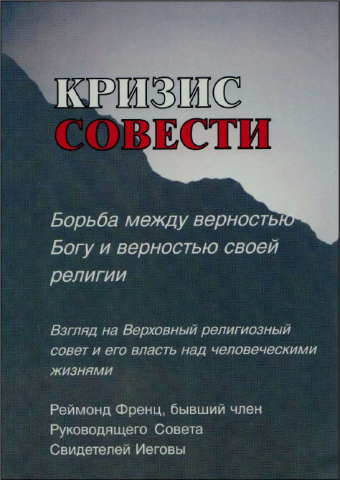 КРИЗИС
СОВЕСТИ
Борьба между верностью
Богу и верностью своей
религии
Взгляд на Верховный религиозный
совет и его власть над человеческими
жизнями
Реймонд Френц, бывший член
Руководящего Совета
Свидетелей Иеговы